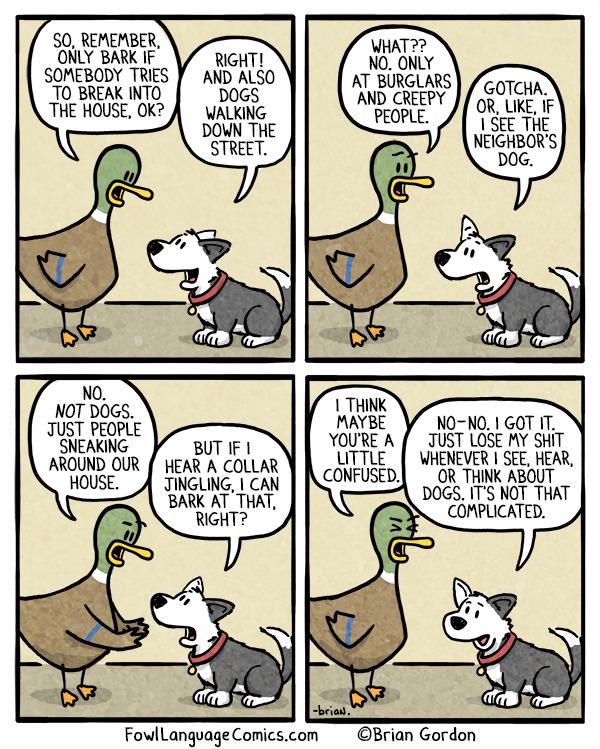 SO, REMEMBER,
ONLY BARK IF
SOMEBODY TRIES
TO BREAK INTO
THE HOUSE, OK?
RIGHT!
AND ALSO
DOGS
WALKING
DOWN THE
STREET.
WHAT??
NO. ONLY
AT BURGLARS
AND CREEPY
PEOPLE.
GOTCHA.
OR, LIKE, IF
I SEE THE
NEIGHBOR'S
DOG.
NO.
NOT DOGS.
JUST PEOPLE
SNEAKING
AROUND OUR
HOUSE.
BUT IF I
HEAR A COLLAR
JINGLING, I CAN
BARK AT THAT,
RIGHT?
I THINK
MAYBE
YOU'RE A
LITTLE
CONFUSED.
NO-NO. I GOT IT.
JUST LOSE MY SHIT
WHENEVER I SEE, HEAR,
OR THINK ABOUT
DOGS. IT'S NOT THAT
COMPLICATED.
-briaN.
FowlLanguageComics.com ©Brian Gordon